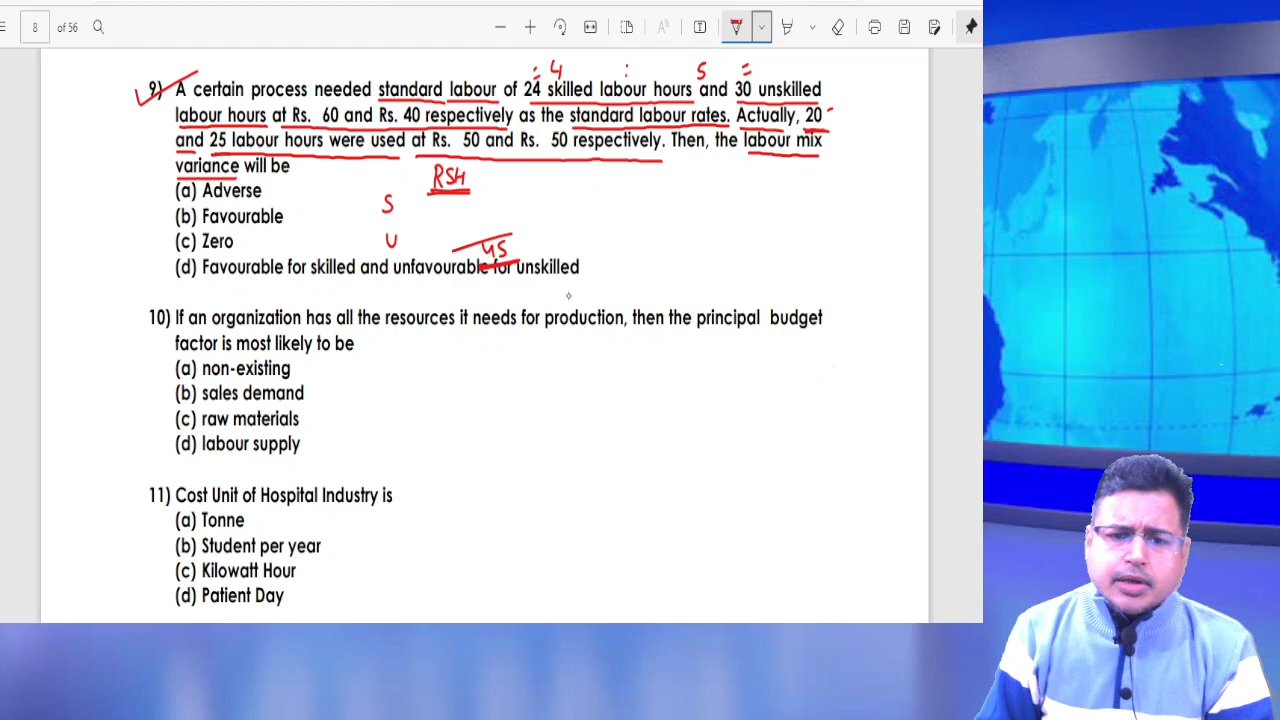 8 of 56
4 : 5
9) A certain process needed standard labour of 24 skilled labour hours and 30 unskilled
labour hours at Rs. 60 and Rs. 40 respectively as the standard labour rates. Actually, 20
and 25 labour hours were used at Rs. 50 and Rs. 50 respectively. Then, the labour mix
variance will be
RSH
(a) Adverse
S
(b) Favourable
(c) Zero
U
45
(d) Favourable for skilled and unfavourable for unskilled
10) If an organization has all the resources it needs for production, then the principal budget
factor is most likely to be
(a) non-existing
(b) sales demand
(c) raw materials
(d) labour supply
11) Cost Unit of Hospital Industry is
(a) Tonne
(b) Student per year
(c) Kilowatt Hour
(d) Patient Day